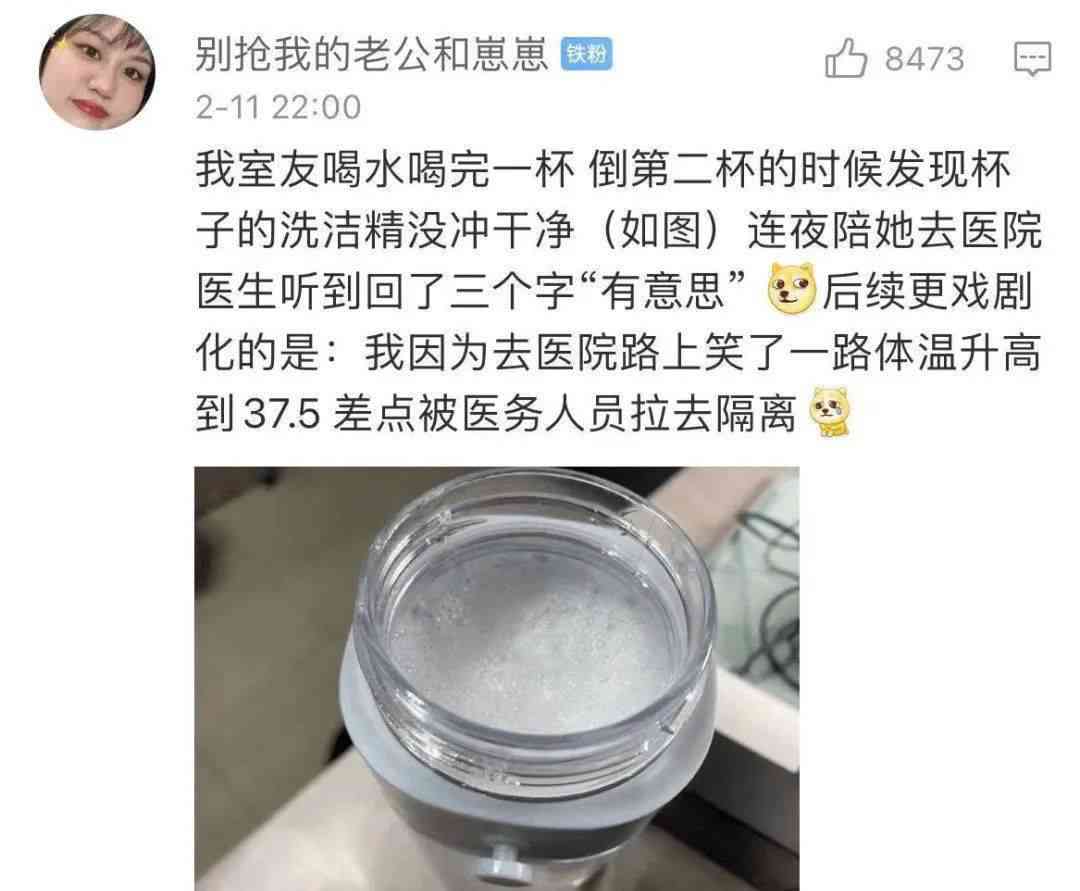 别抢我的老公和崽崽 铁粉 8473
2-11 22:00
我室友喝水喝完一杯 倒第二杯的时候发现杯
子的洗洁精没冲干净（如图）连夜陪她去医院
医生听到回了三个字“有意思” 后续更戏剧
化的是：我因为去医院路上笑了一路体温升高
到 37.5 差点被医务人员拉去隔离